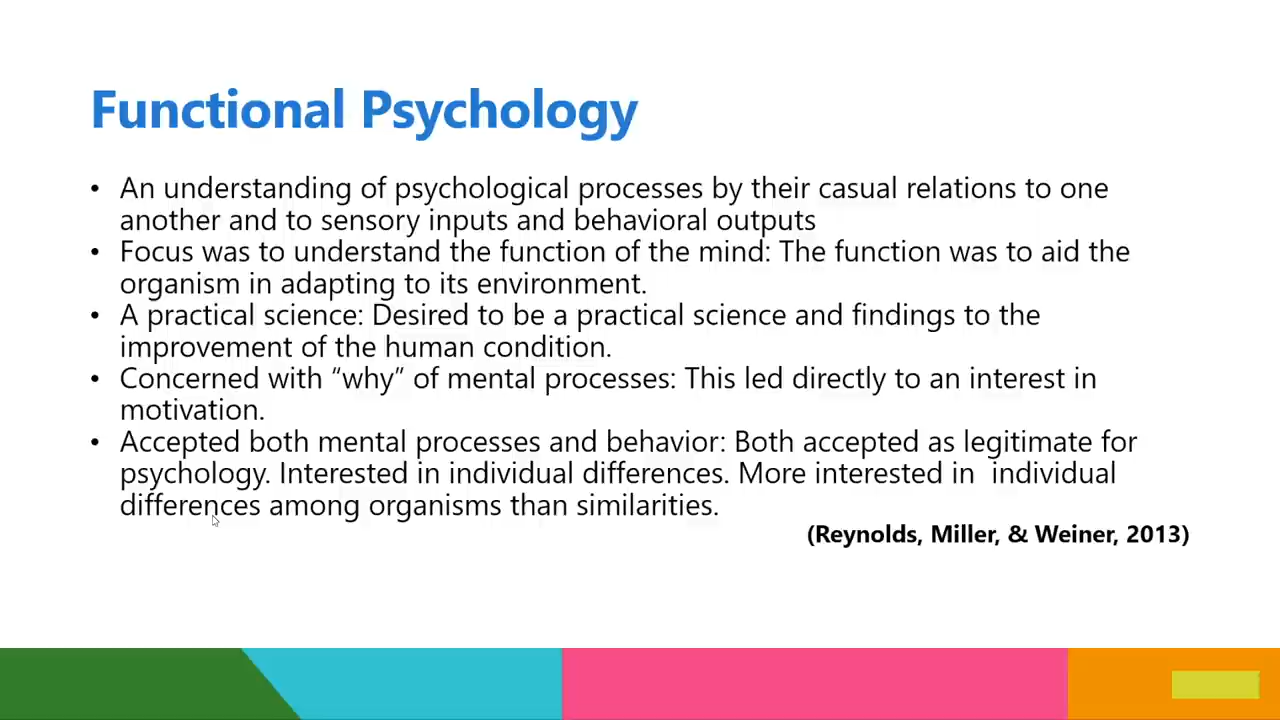 Functional Psychology
• An understanding of psychological processes by their casual relations to one
another and to sensory inputs and behavioral outputs
• Focus was to understand the function of the mind: The function was to aid the
organism in adapting to its environment.
• A practical science: Desired to be a practical science and findings to the
improvement of the human condition.
• Concerned with “why” of mental processes: This led directly to an interest in
motivation.
• Accepted both mental processes and behavior: Both accepted as legitimate for
psychology. Interested in individual differences. More interested in  individual
differences among organisms than similarities.
(Reynolds, Miller, & Weiner, 2013)